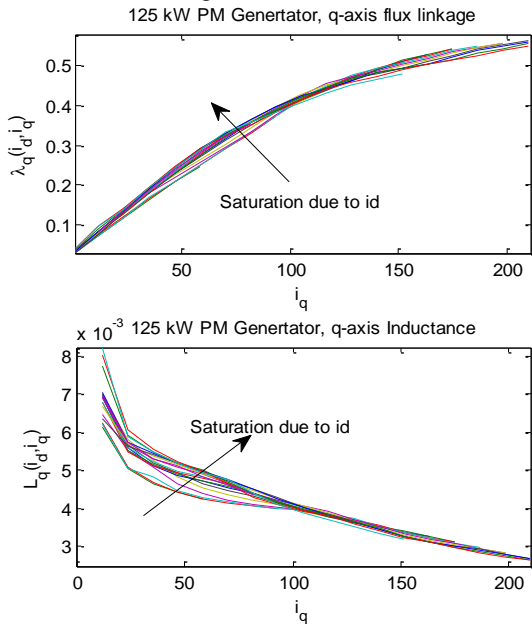 125 kW PM Genertator, q-axis flux linkage
0.5
0.4
0.3
0.2
0.1
λq(id,iq)
Saturation due to id
50
100
150
200
iq
x 10-3
125 kW PM Genertator, q-axis Inductance
8
7
6
5
4
3
Lq(id,iq)
Saturation due to id
0
50
100
150
200
iq